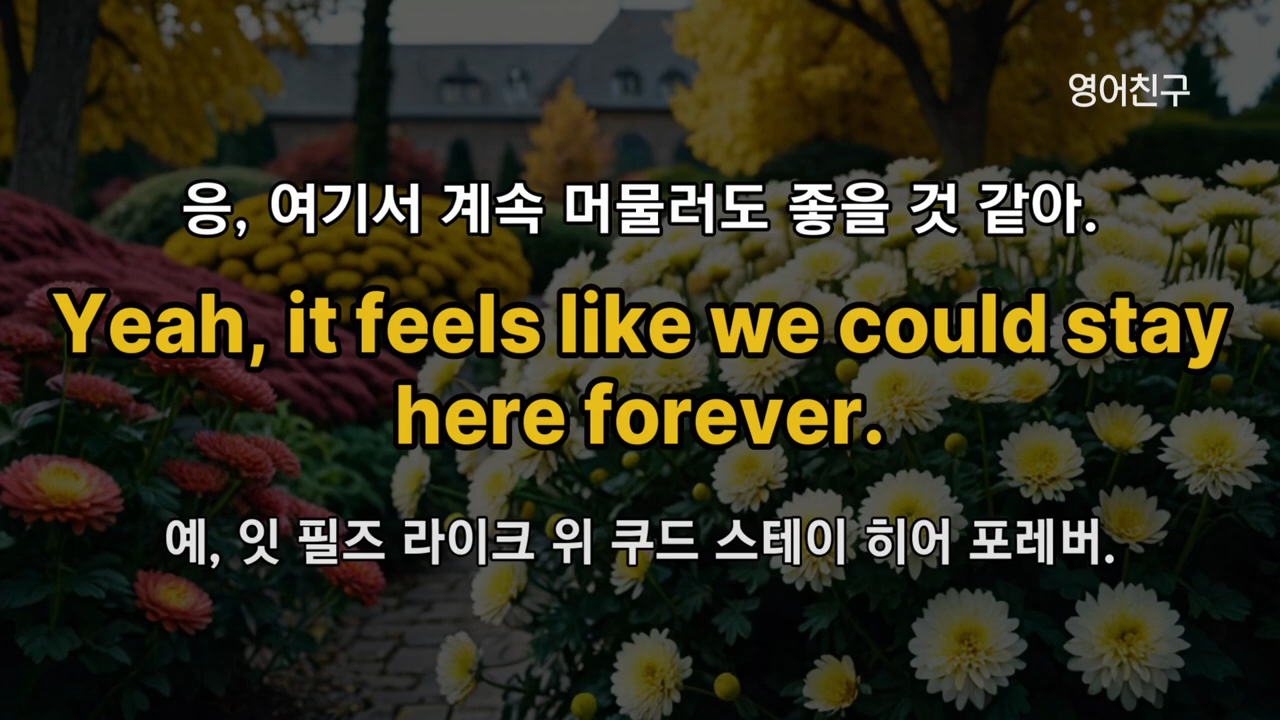 영어친구
응, 여기서 계속 머물러도 좋을 것 같아.
Yeah, it feels like we could stay
here forever.
예, 잇 필즈 라이크 위 쿠드 스테이 히어 포레버.